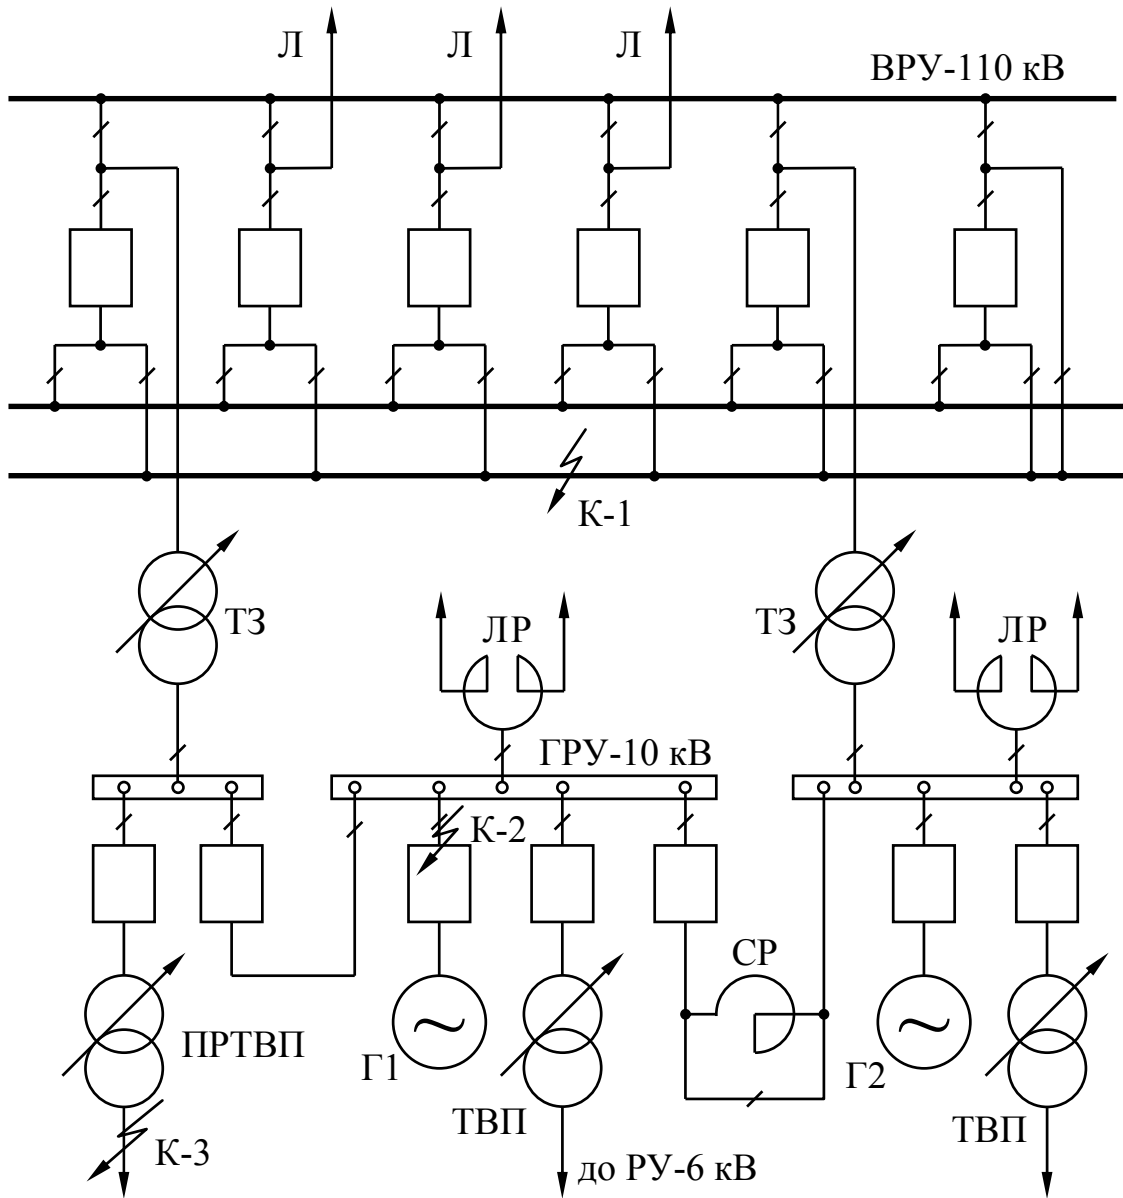 Л
Л
Л
ВРУ-110 кВ
К-1
ТЗ
ЛР
ТЗ
ЛР
ГРУ-10 кВ
К-2
СР
ПРТВП
Г1
Г2
ТВП
ТВП
К-3
до РУ-6 кВ